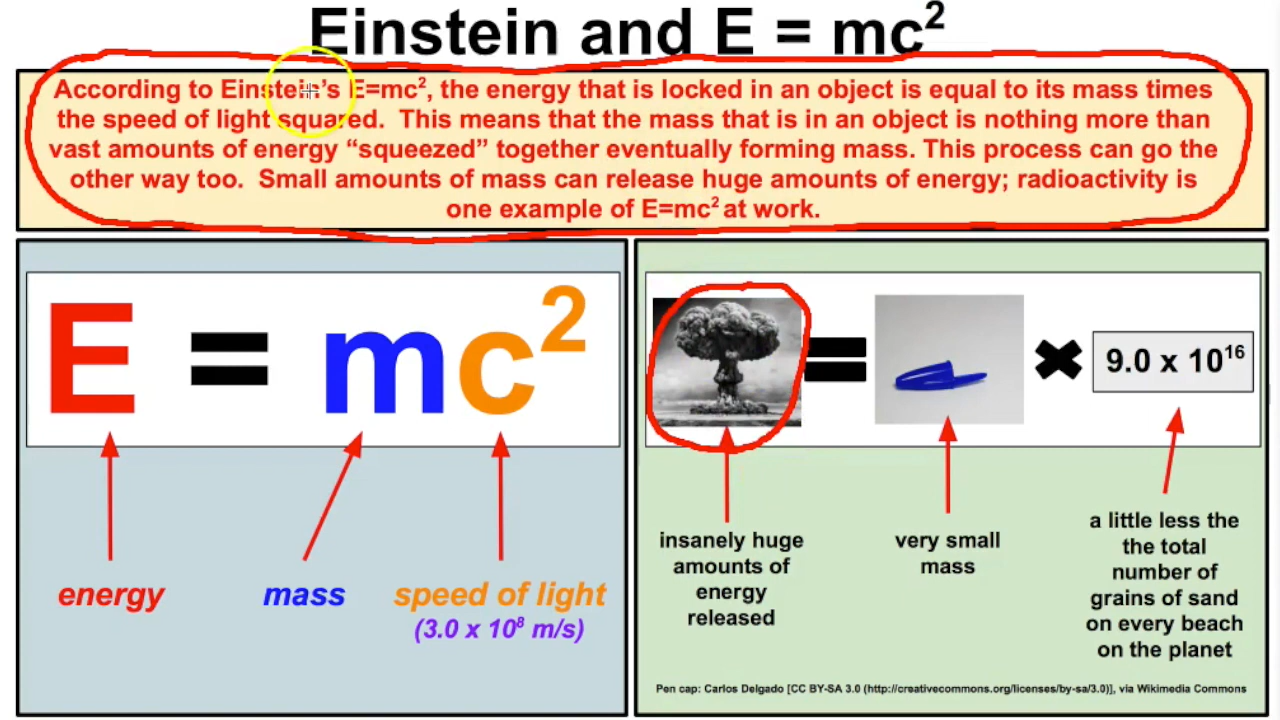 Einstein and E = mc²
According to Einstein's E=mc², the energy that is locked in an object is equal to its mass times
the speed of light squared. This means that the mass that is in an object is nothing more than
vast amounts of energy “squeezed” together eventually forming mass. This process can go the
other way too. Small amounts of mass can release huge amounts of energy; radioactivity is
one example of E=mc² at work.
E = mc²
energy
mass
speed of light
(3.0 x 10⁸ m/s)
= ✖ 9.0 x 10¹⁶
insanely huge
amounts of
energy
released
very small
mass
a little less the
the total
number of
grains of sand
on every beach
on the planet
Pen cap: Carlos Delgado [CC BY-SA 3.0 (http://creativecommons.org/licenses/by-sa/3.0)], via Wikimedia Commons